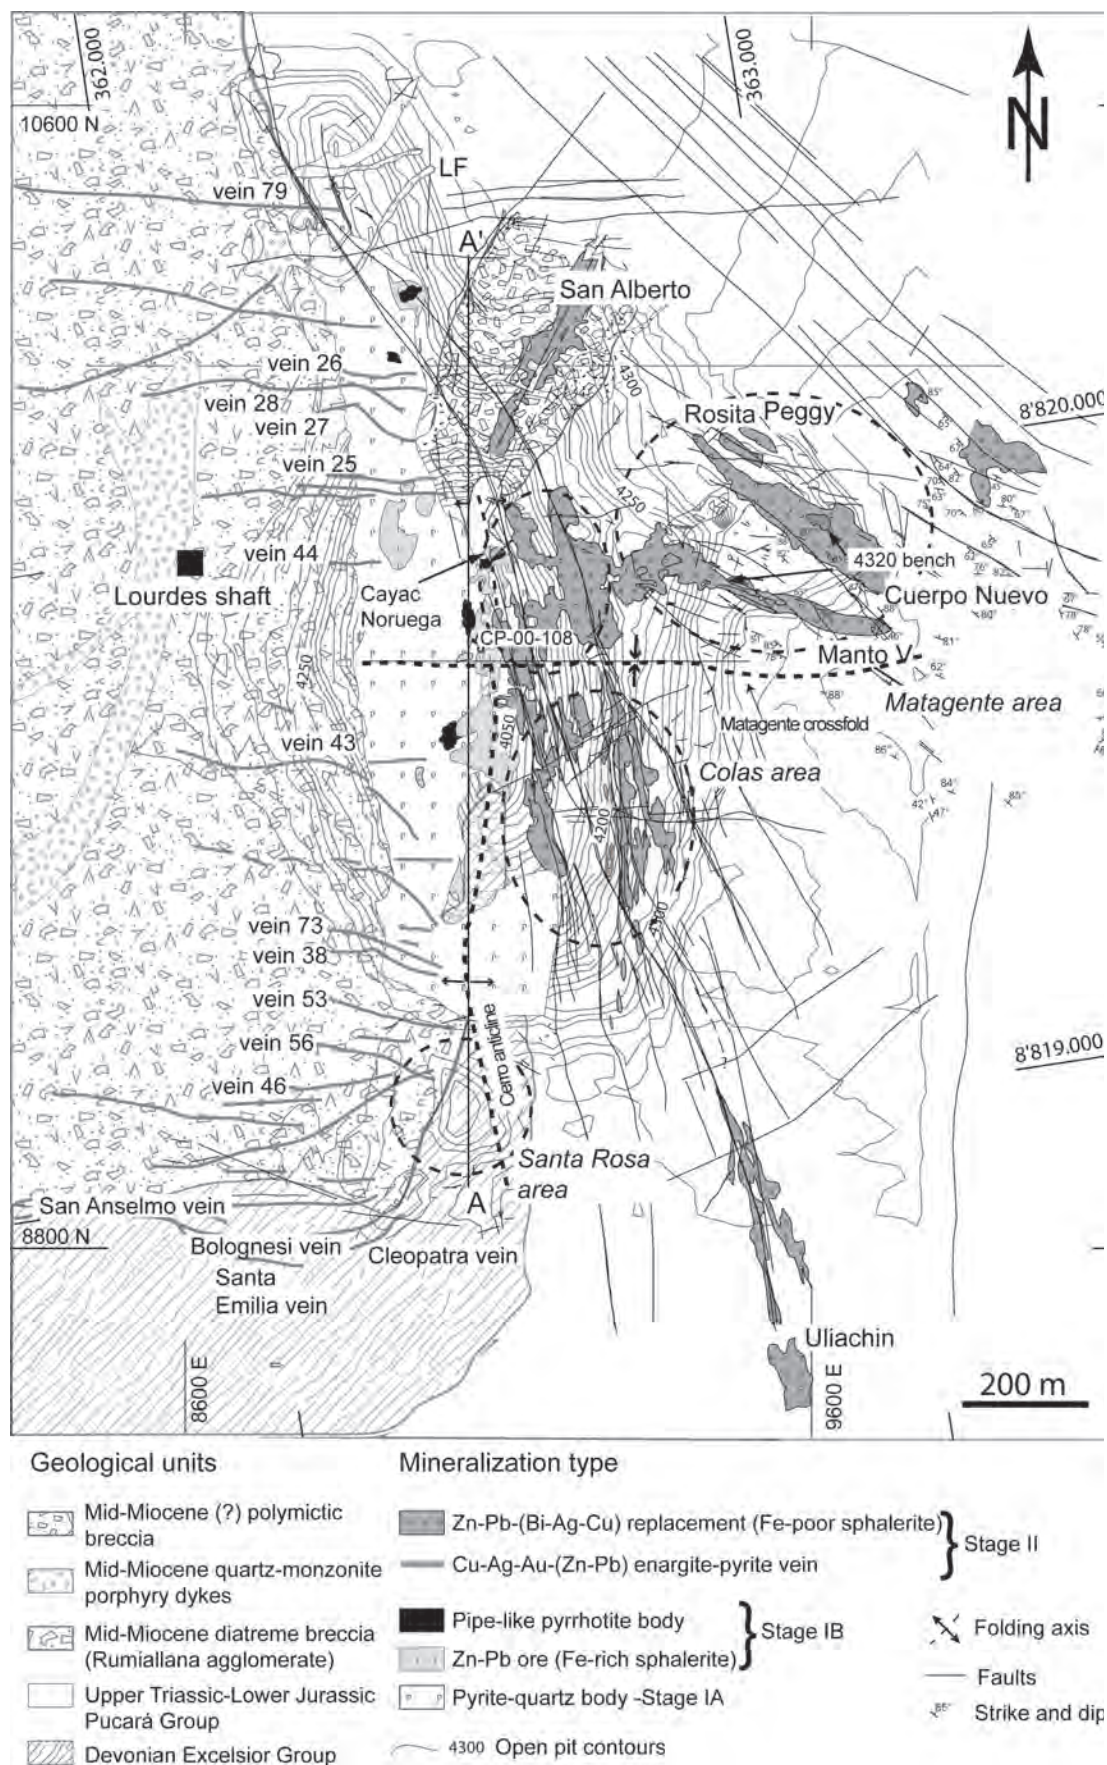 362.000
363.000
10600 N
N
LF
vein 79
A'
San Alberto
4300
vein 26
vein 28
vein 27
vein 25
Rosita Peggy
8'820.000
4250
vein 44
Lourdes shaft
Cayac
Noruega
4320 bench
Cuerpo Nuevo
CP-00-108
Manto V
Matagente area
4250
4050
Matagente crossfold
vein 43
Colas area
4200
4300
vein 73
vein 38
vein 53
vein 56
vein 46
Cerro anticine
8'819.000
Santa Rosa
area
San Anselmo vein
A
8800 N
Bolognesi vein
Cleopatra vein
Santa
Emilia vein
Uliachin
8600 E
9600 E
200 m
Geological units
Mid-Miocene (?) polymictic
breccia
Mid-Miocene quartz-monzonite
porphyry dykes
Mid-Miocene diatreme breccia
(Rumiallana agglomerate)
Upper Triassic-Lower Jurassic
Pucará Group
Devonian Excelsior Group
Mineralization type
Zn-Pb-(Bi-Ag-Cu) replacement (Fe-poor sphalerite)
Cu-Ag-Au-(Zn-Pb) enargite-pyrite vein
Stage II
Pipe-like pyrrhotite body
Zn-Pb ore (Fe-rich sphalerite)
Stage IB
Pyrite-quartz body -Stage IA
4300 Open pit contours
Folding axis
Faults
Strike and dip